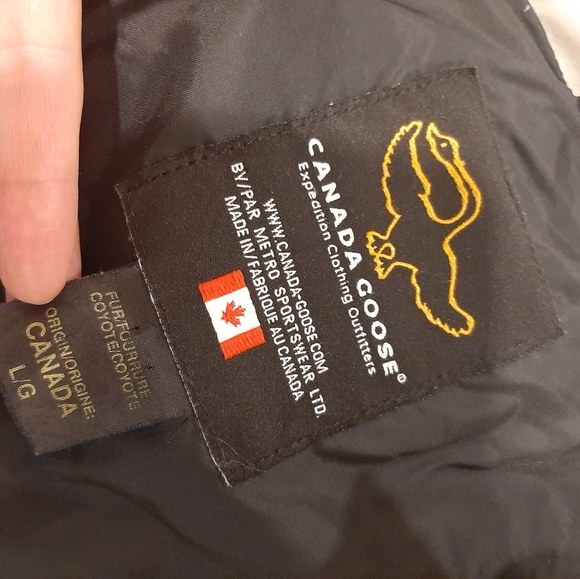 CANADA GOOSE®
Expedition Clothing Outfitters
WWW.CANADA-GOOSE.COM
BY/PAR METRO SPORTSWEAR LTD.
MADE IN/FABRIQUE AU CANADA
FUR/FOURRURE
COYOTE/COYOTE
ORIGIN/ORIGINE:
CANADA
L/G